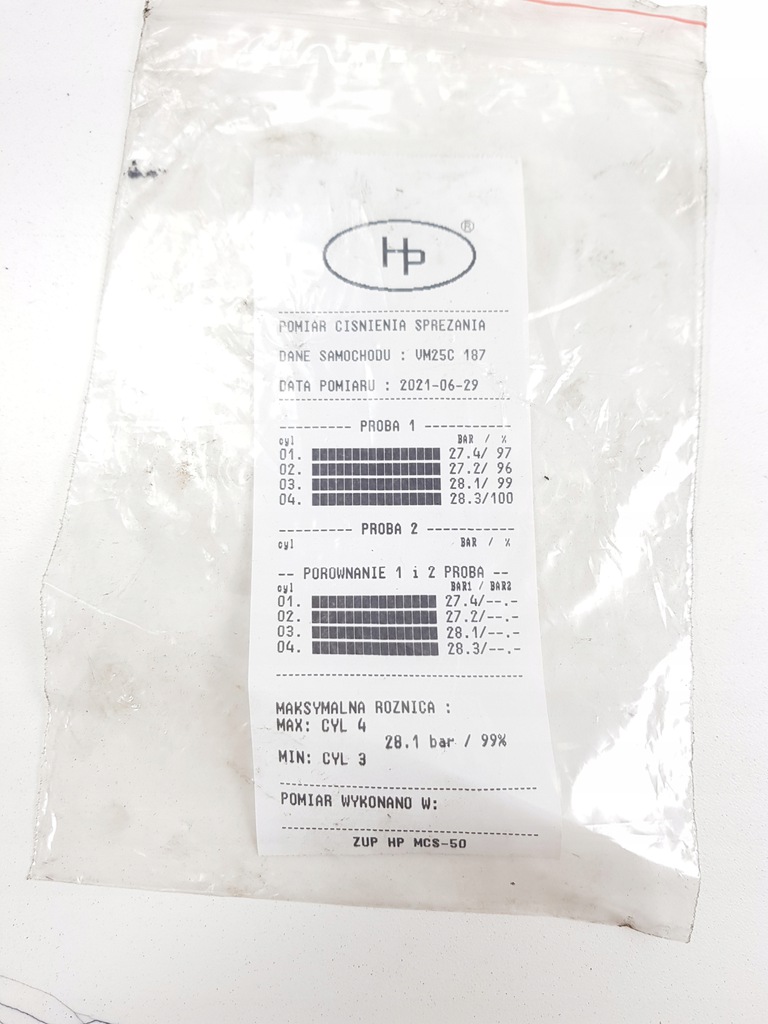 HP ®
POMIAR CISNIENIA SPREZANIA
DANE SAMOCHODU : VM25C 187
DATA POMIARU : 2021-06-29
--------- PROBA 1 -----------
cyl BAR / %
01. 27.4/ 97
02. 27.2/ 96
03. 28.1/ 99
04. 28.3/100
--------- PROBA 2 -----------
cyl BAR / %
-- POROWNANIE 1 i 2 PROBA --
cyl BAR1 / BAR2
01. 27.4/--.-
02. 27.2/--.-
03. 28.1/--.-
04. 28.3/--.-
MAKSYMALNA ROZNICA :
MAX: CYL 4
28.1 bar / 99%
MIN: CYL 3
POMIAR WYKONANO W:
ZUP HP MCS-50